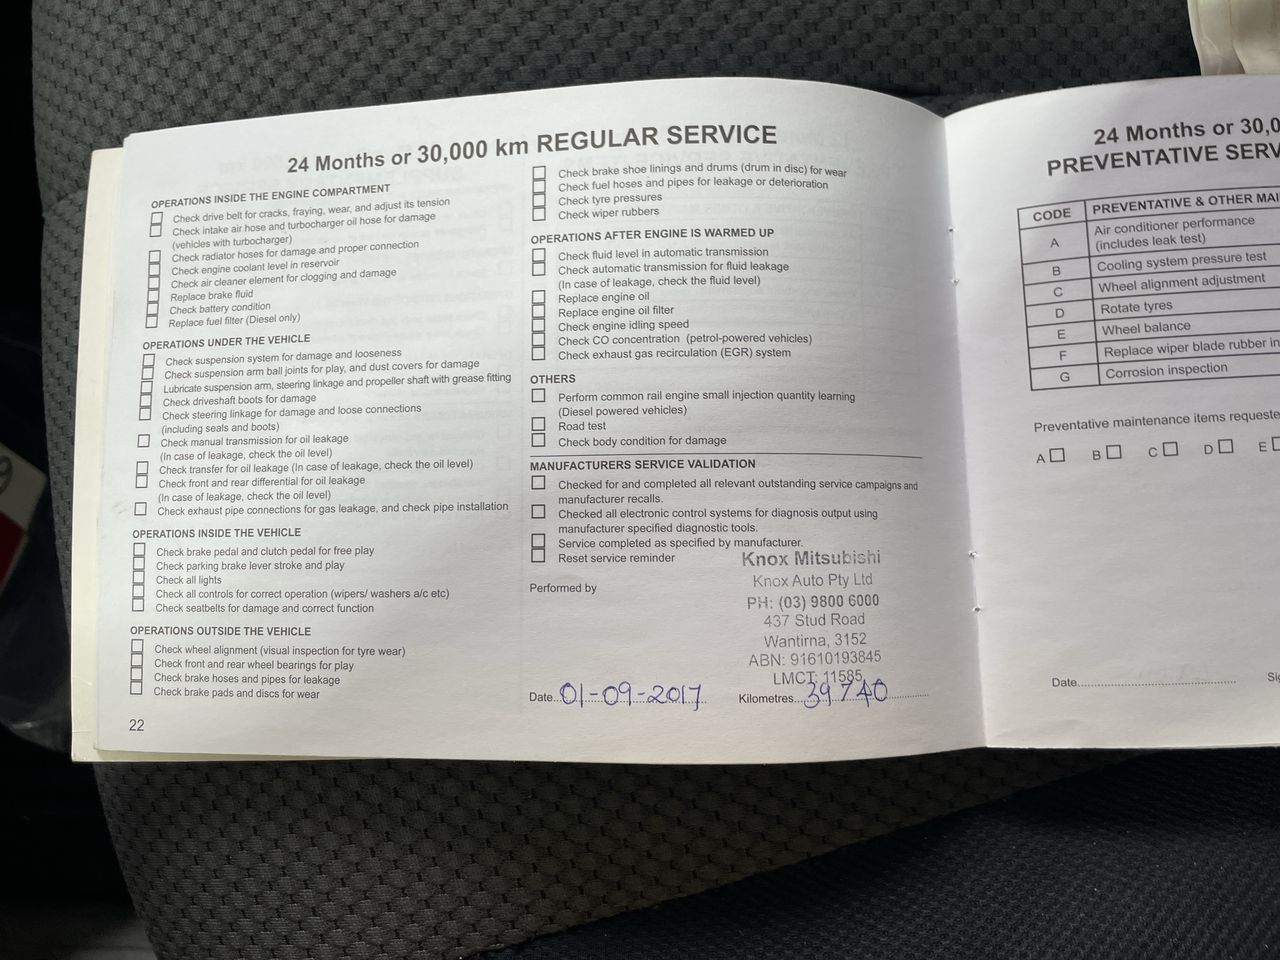 24 Months or 30,000 km REGULAR SERVICE
OPERATIONS INSIDE THE ENGINE COMPARTMENT
Check drive belt for cracks, fraying, wear, and adjust its tension
Check intake air hose and turbocharger oil hose for damage
(vehicles with turbocharger)
Check radiator hoses for damage and proper connection
Check engine coolant level in reservoir
Check air cleaner element for clogging and damage
Replace brake fluid
Check battery condition
Replace fuel filter (Diesel only)
OPERATIONS UNDER THE VEHICLE
Check suspension system for damage and looseness
Check suspension arm ball joints for play, and dust covers for damage
Lubricate suspension arm, steering linkage and propeller shaft with grease fitting
Check driveshaft boots for damage
Check steering linkage for damage and loose connections
(including seals and boots)
Check manual transmission for oil leakage
(In case of leakage, check the oil level)
Check transfer for oil leakage (In case of leakage, check the oil level)
Check front and rear differential for oil leakage
(In case of leakage, check the oil level)
Check exhaust pipe connections for gas leakage, and check pipe installation
OPERATIONS INSIDE THE VEHICLE
Check brake pedal and clutch pedal for free play
Check parking brake lever stroke and play
Check all lights
Check all controls for correct operation (wipers/ washers a/c etc)
Check seatbelts for damage and correct function
OPERATIONS OUTSIDE THE VEHICLE
Check wheel alignment (visual inspection for tyre wear)
Check front and rear wheel bearings for play
Check brake hoses and pipes for leakage
Check brake pads and discs for wear
22
Check brake shoe linings and drums (drum in disc) for wear
Check fuel hoses and pipes for leakage or deterioration
Check tyre pressures
Check wiper rubbers
OPERATIONS AFTER ENGINE IS WARMED UP
Check fluid level in automatic transmission
Check automatic transmission for fluid leakage
(In case of leakage, check the fluid level)
Replace engine oil
Replace engine oil filter
Check engine idling speed
Check CO concentration (petrol-powered vehicles)
Check exhaust gas recirculation (EGR) system
OTHERS
Perform common rail engine small injection quantity learning
(Diesel powered vehicles)
Road test
Check body condition for damage
MANUFACTURERS SERVICE VALIDATION
Checked for and completed all relevant outstanding service campaigns and
manufacturer recalls.
Checked all electronic control systems for diagnosis output using
manufacturer specified diagnostic tools.
Service completed as specified by manufacturer.
Reset service reminder
Performed by
Knox Mitsubishi
Knox Auto Pty Ltd
PH: (03) 9800 6000
437 Stud Road
Wantirna, 3152
ABN: 91610193845
LMCT: 11585
Date..01-09-2017 Kilometres...39740
24 Months or 30,0
PREVENTATIVE SERV
CODE PREVENTATIVE & OTHER MAI
A Air conditioner performance
(includes leak test)
B Cooling system pressure test
C Wheel alignment adjustment
D Rotate tyres
E Wheel balance
F Replace wiper blade rubber in
G Corrosion inspection
Preventative maintenance items requeste
A B C D E
Date Sig